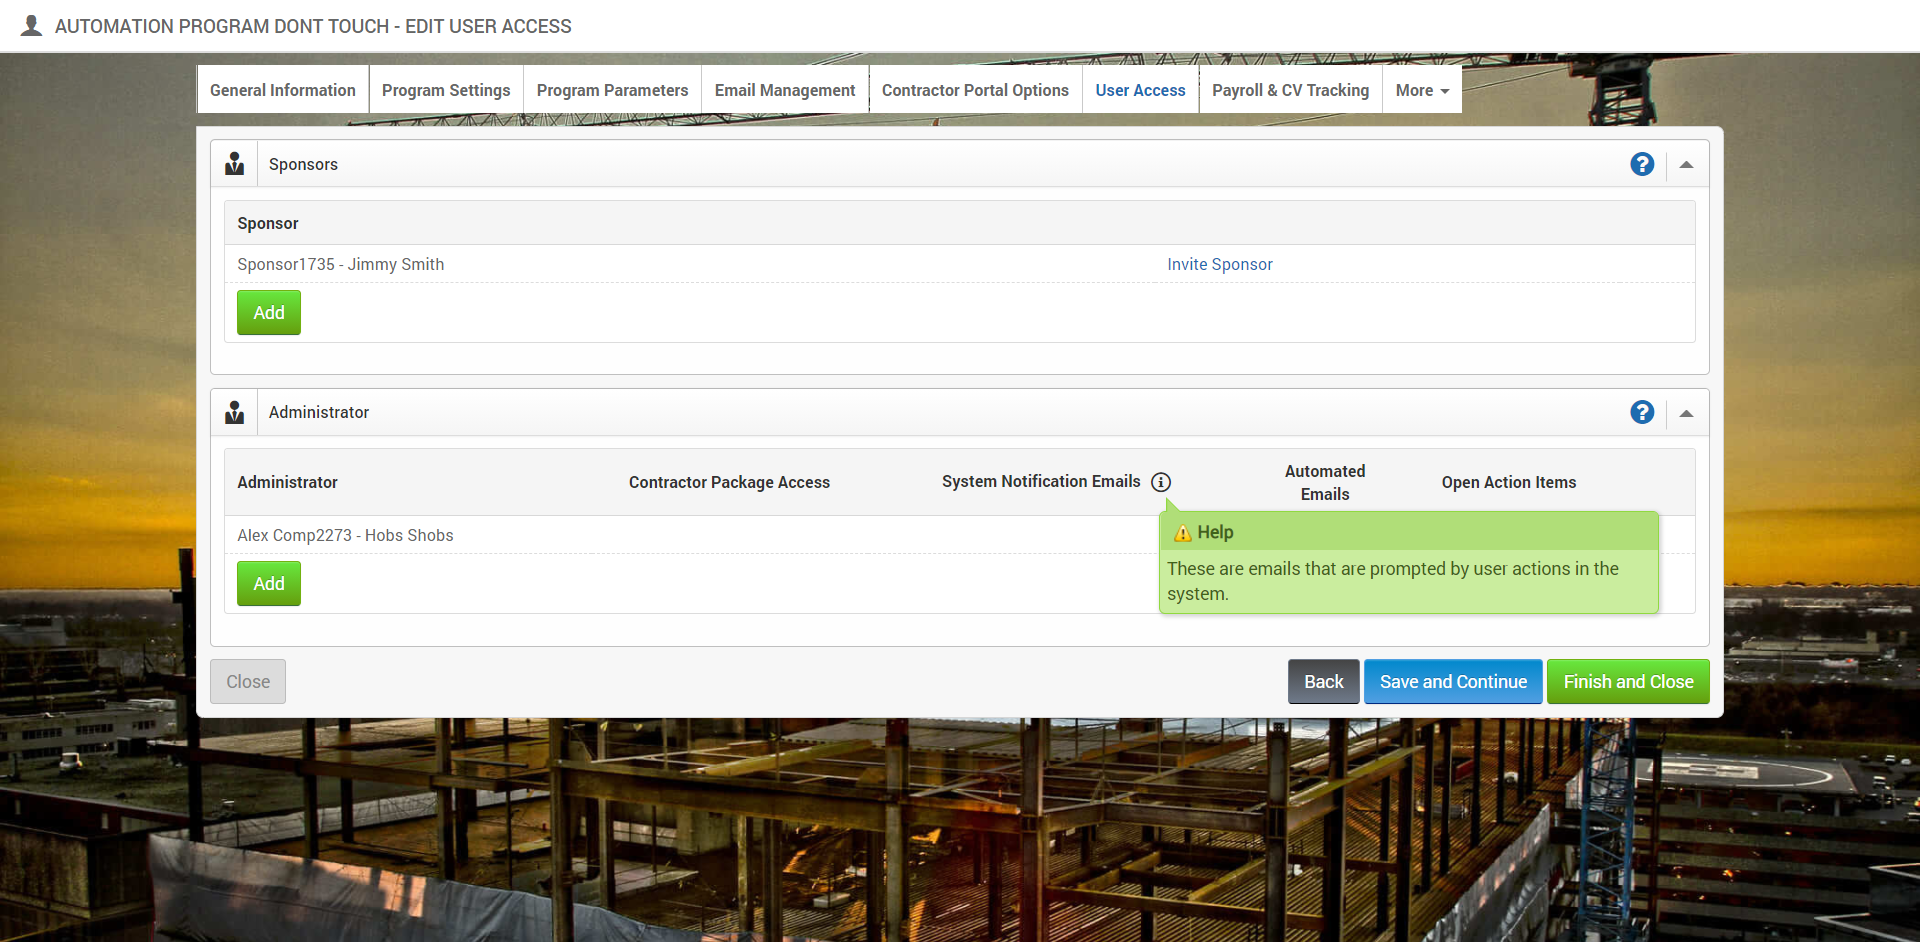 AUTOMATION PROGRAM DONT TOUCH - EDIT USER ACCESS
General Information Program Settings Program Parameters Email Management Contractor Portal Options User Access Payroll & CV Tracking More
Sponsors
Sponsor
Sponsor1735 - Jimmy Smith Invite Sponsor
Add
Administrator
Administrator Contractor Package Access System Notification Emails Automated Emails Open Action Items
Alex Comp2273 - Hobs Shobs
Help
These are emails that are prompted by user actions in the
system.
Add
Close Back Save and Continue Finish and Close